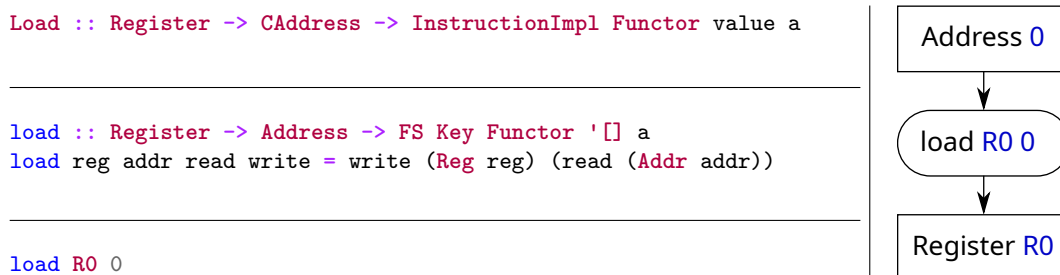 Load :: Register -> CAddress -> InstructionImpl Functor value a
load :: Register -> Address -> FS Key Functor '[] a
load reg addr read write = write (Reg reg) (read (Addr addr))
load R0 0
Address 0
load R0 0
Register R0